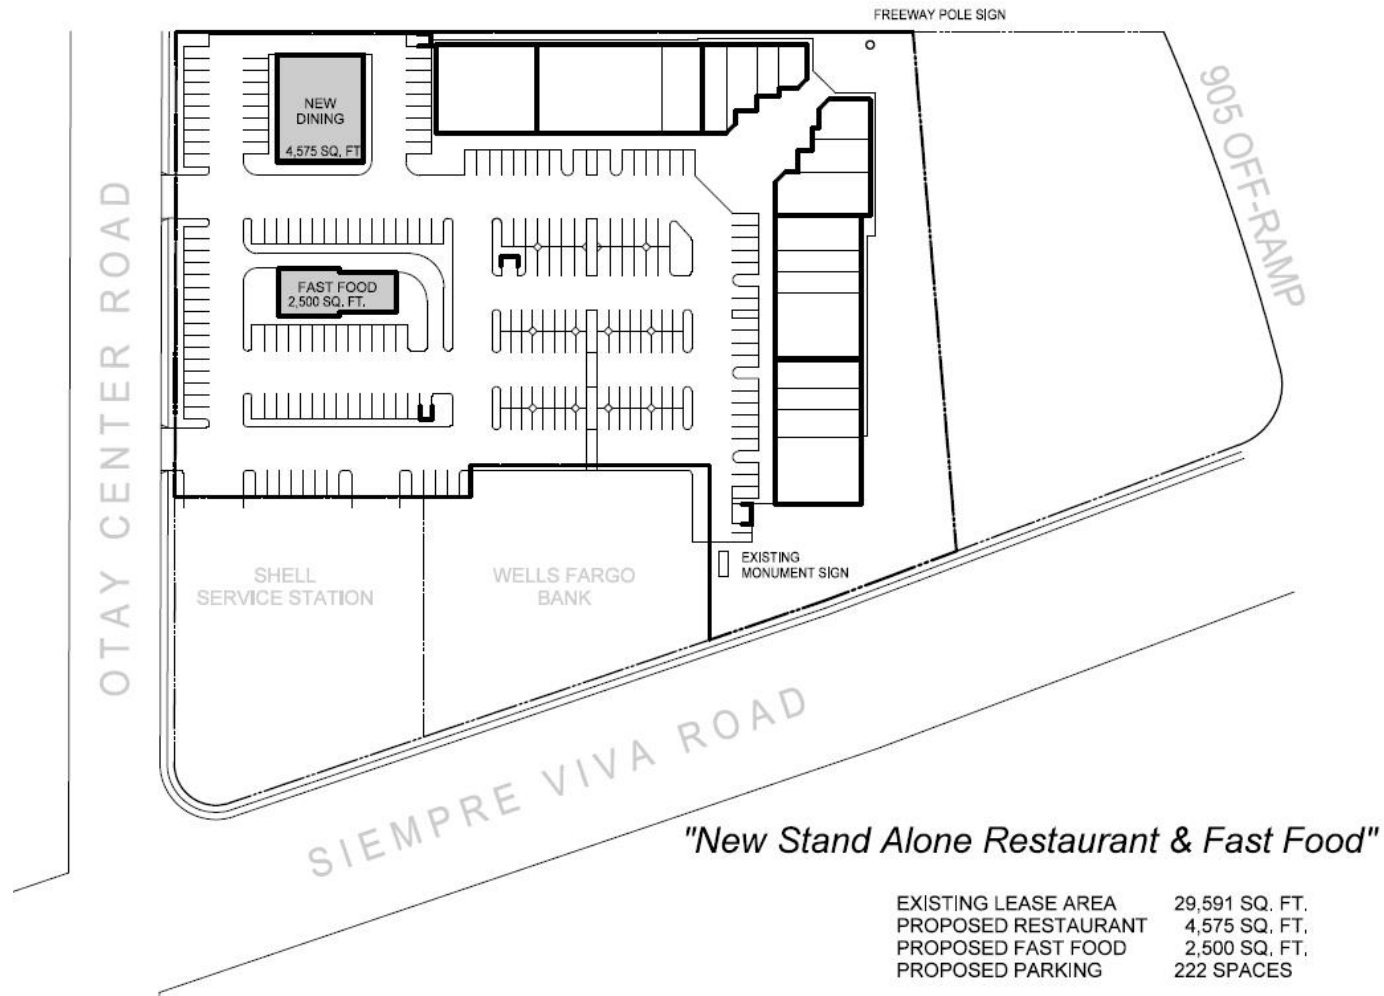 FREEWAY POLE SIGN
NEW
DINING
4,575 SQ. FT
905 OFF-RAMP
OTAY CENTER ROAD
FAST FOOD
2,500 SQ. FT.
EXISTING
MONUMENT SIGN
SHELL
SERVICE STATION
WELLS FARGO
BANK
SIEMPRE VIVA ROAD
"New Stand Alone Restaurant & Fast Food"
EXISTING LEASE AREA 29,591 SQ. FT.
PROPOSED RESTAURANT 4,575 SQ. FT.
PROPOSED FAST FOOD 2,500 SQ. FT.
PROPOSED PARKING 222 SPACES